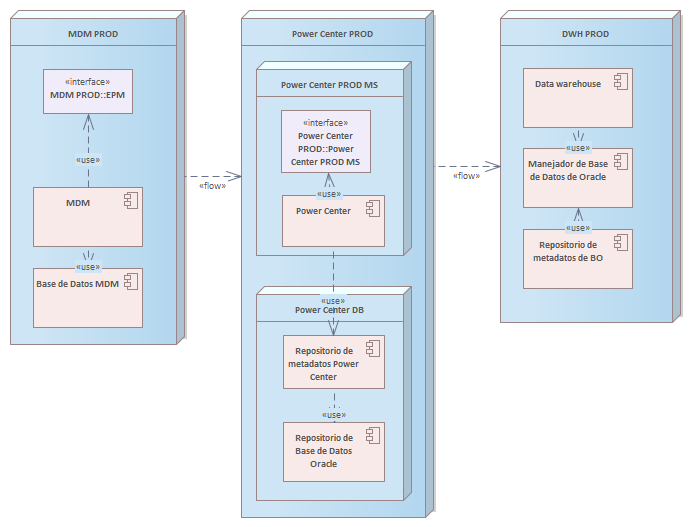 MDM PROD
«interface»
MDM PROD::EPM
«use»
MDM
«use»
Base de Datos MDM
«flow»
Power Center PROD
Power Center PROD MS
«interface»
Power Center
PROD::Power
Center PROD MS
«use»
Power Center
«use»
Power Center DB
Repositorio de
metadatos Power
Center
«use»
Repositorio de
Base de Datos
Oracle
«flow»
DWH PROD
Data warehouse
«use»
Manejador de Base
de Datos de Oracle
«use»
Repositorio de
metadatos de BO